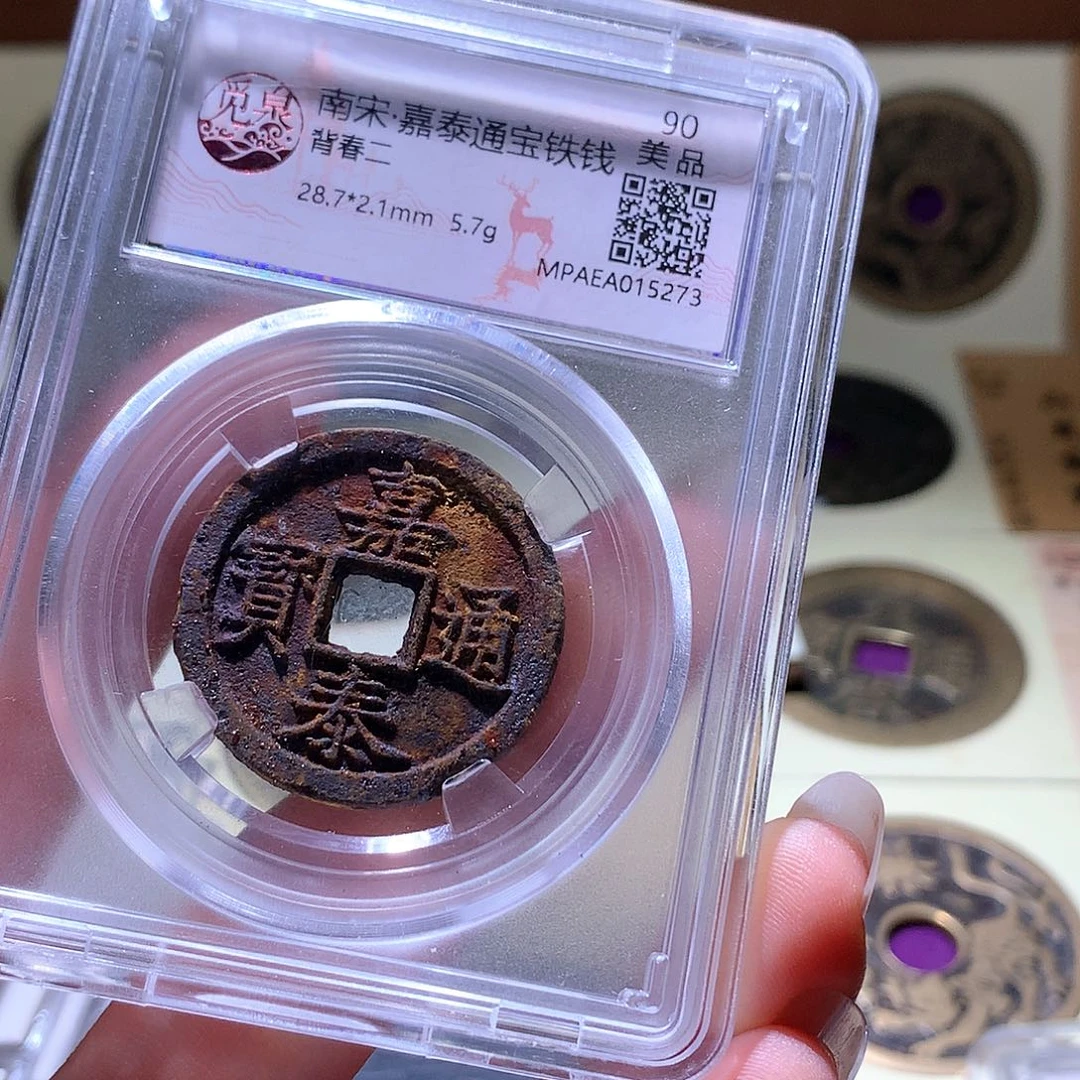 觅泉
南宋·嘉泰通宝铁钱
背春二
28.7*2.1mm 5.7g
90
美品
MPAEA015273
嘉
寳 通
泰